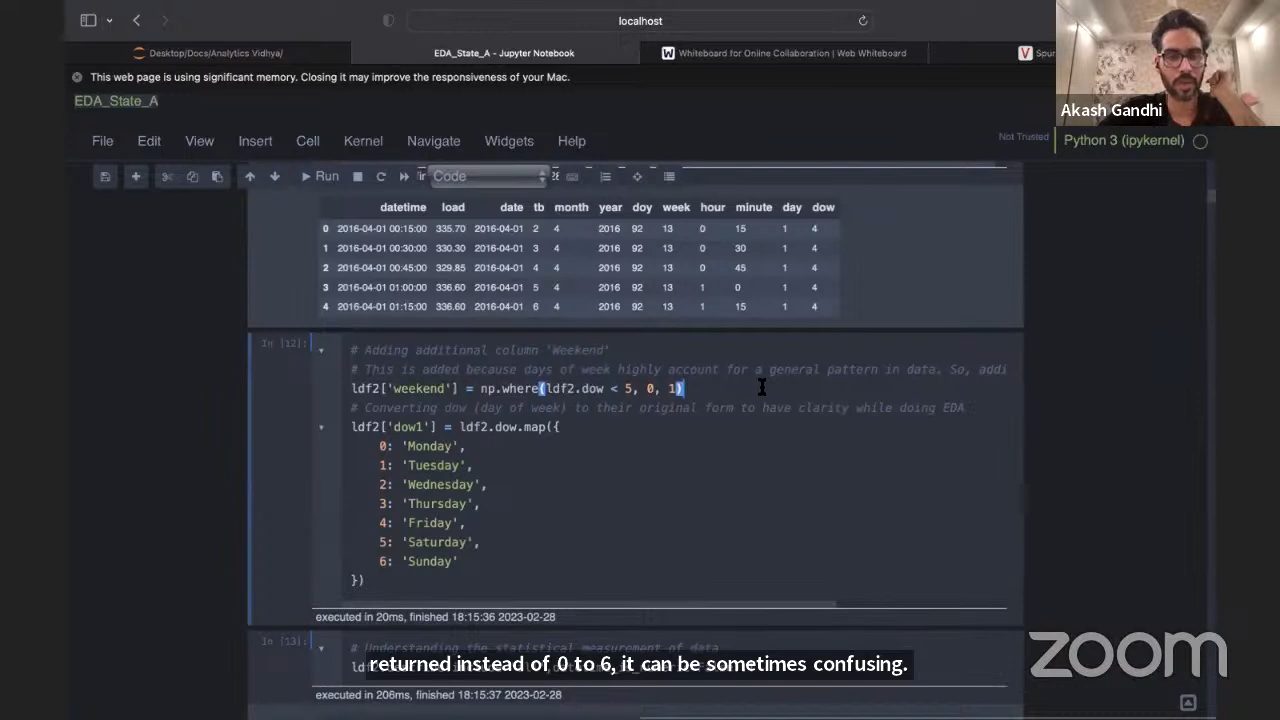 localhost
Desktop/Docs/Analytics Vidhya/
EDA_State_A - Jupyter Notebook
Whiteboard for Online Collaboration | Web Whiteboard
Spur
This web page is using significant memory. Closing it may improve the responsiveness of your Mac.
EDA_State_A
Akash Gandhi
File Edit View Insert Cell Kernel Navigate Widgets Help
Not Trusted
Python 3 (ipykernel)
Run
Code
datetime load date tb month year doy week hour minute day dow
0 2016-04-01 00:15:00 335.70 2016-04-01 2 4 2016 92 13 0 15 1 4
1 2016-04-01 00:30:00 330.30 2016-04-01 3 4 2016 92 13 0 30 1 4
2 2016-04-01 00:45:00 329.85 2016-04-01 4 4 2016 92 13 0 45 1 4
3 2016-04-01 01:00:00 336.60 2016-04-01 5 4 2016 92 13 1 0 1 4
4 2016-04-01 01:15:00 336.60 2016-04-01 6 4 2016 92 13 1 15 1 4
In [12]:
# Adding additional column 'Weekend'
# This is added because days of week highly account for a general pattern in data. So, addi
ldf2['weekend'] = np.where(ldf2.dow < 5, 0, 1)
# Converting dow (day of week) to their original form to have clarity while doing EDA
ldf2['dow1'] = ldf2.dow.map({
0: 'Monday',
1: 'Tuesday',
2: 'Wednesday',
3: 'Thursday',
4: 'Friday',
5: 'Saturday',
6: 'Sunday'
})
executed in 20ms, finished 18:15:36 2023-02-28
In [13]:
# Understanding the statistical measurement of data
returned instead of 0 to 6, it can be sometimes confusing.
executed in 206ms, finished 18:15:37 2023-02-28
zoom